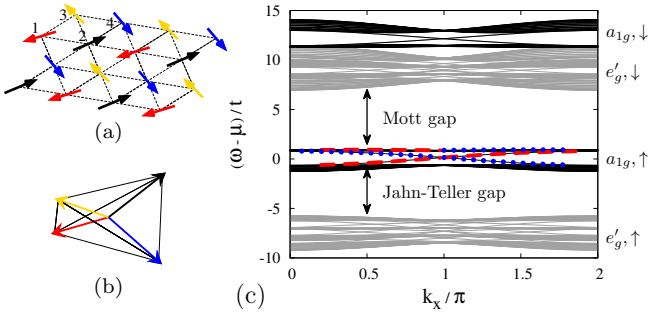 1
3
2
4
(a)
(b)
(c)
(ω-μ)/t
15
10
5
0
-5
-10
a1g,↓
e′g,↓
Mott gap
a1g,↑
Jahn-Teller gap
e′g,↑
0
0.5
1
1.5
2
kx/π